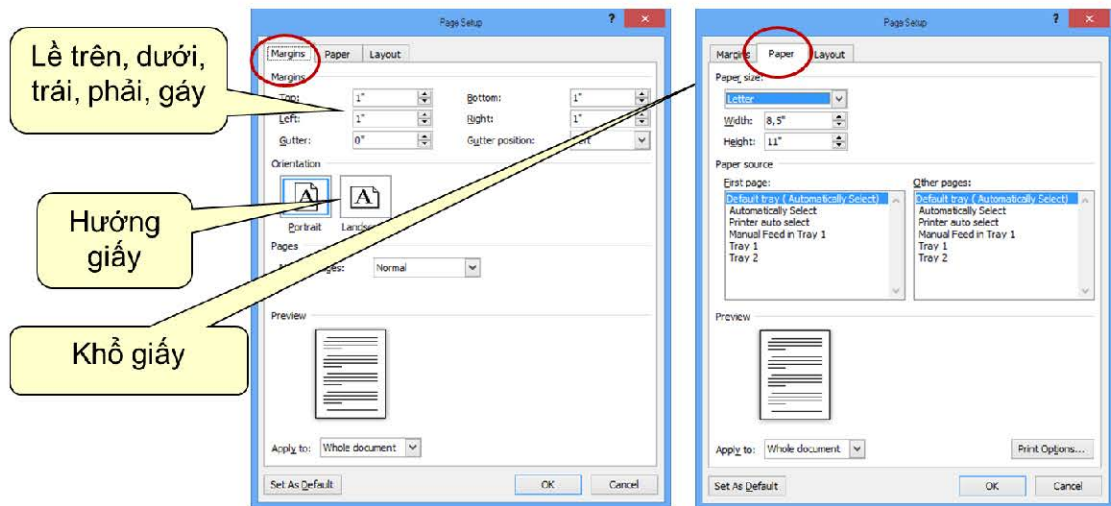 Lề trên, dưới,
trái, phải, gáy
Hướng
giấy
Khổ giấy
Page Setup
?
×
Margins
Paper
Layout
Margins
Top:
1"
Bottom:
1"
Left:
1"
Right:
1"
Gutter:
0"
Gutter position:
Orientation
A
A
Portrait
Pages
Normal
Preview
Apply to:
Whole document
Set As Default
OK
Cancel
Page Setup
?
×
Margins
Paper
Layout
Paper size:
Letter
Width:
8,5"
Height:
11"
Paper source
First page:
Default tray ( Automatically Select)
Automatically Select
Printer auto select
Manual Feed in Tray 1
Tray 1
Tray 2
Other pages:
Default tray ( Automatically Select)
Automatically Select
Printer auto select
Manual Feed in Tray 1
Tray 1
Tray 2
Preview
Apply to:
Whole document
Print Options...
Set As Default
OK
Cancel